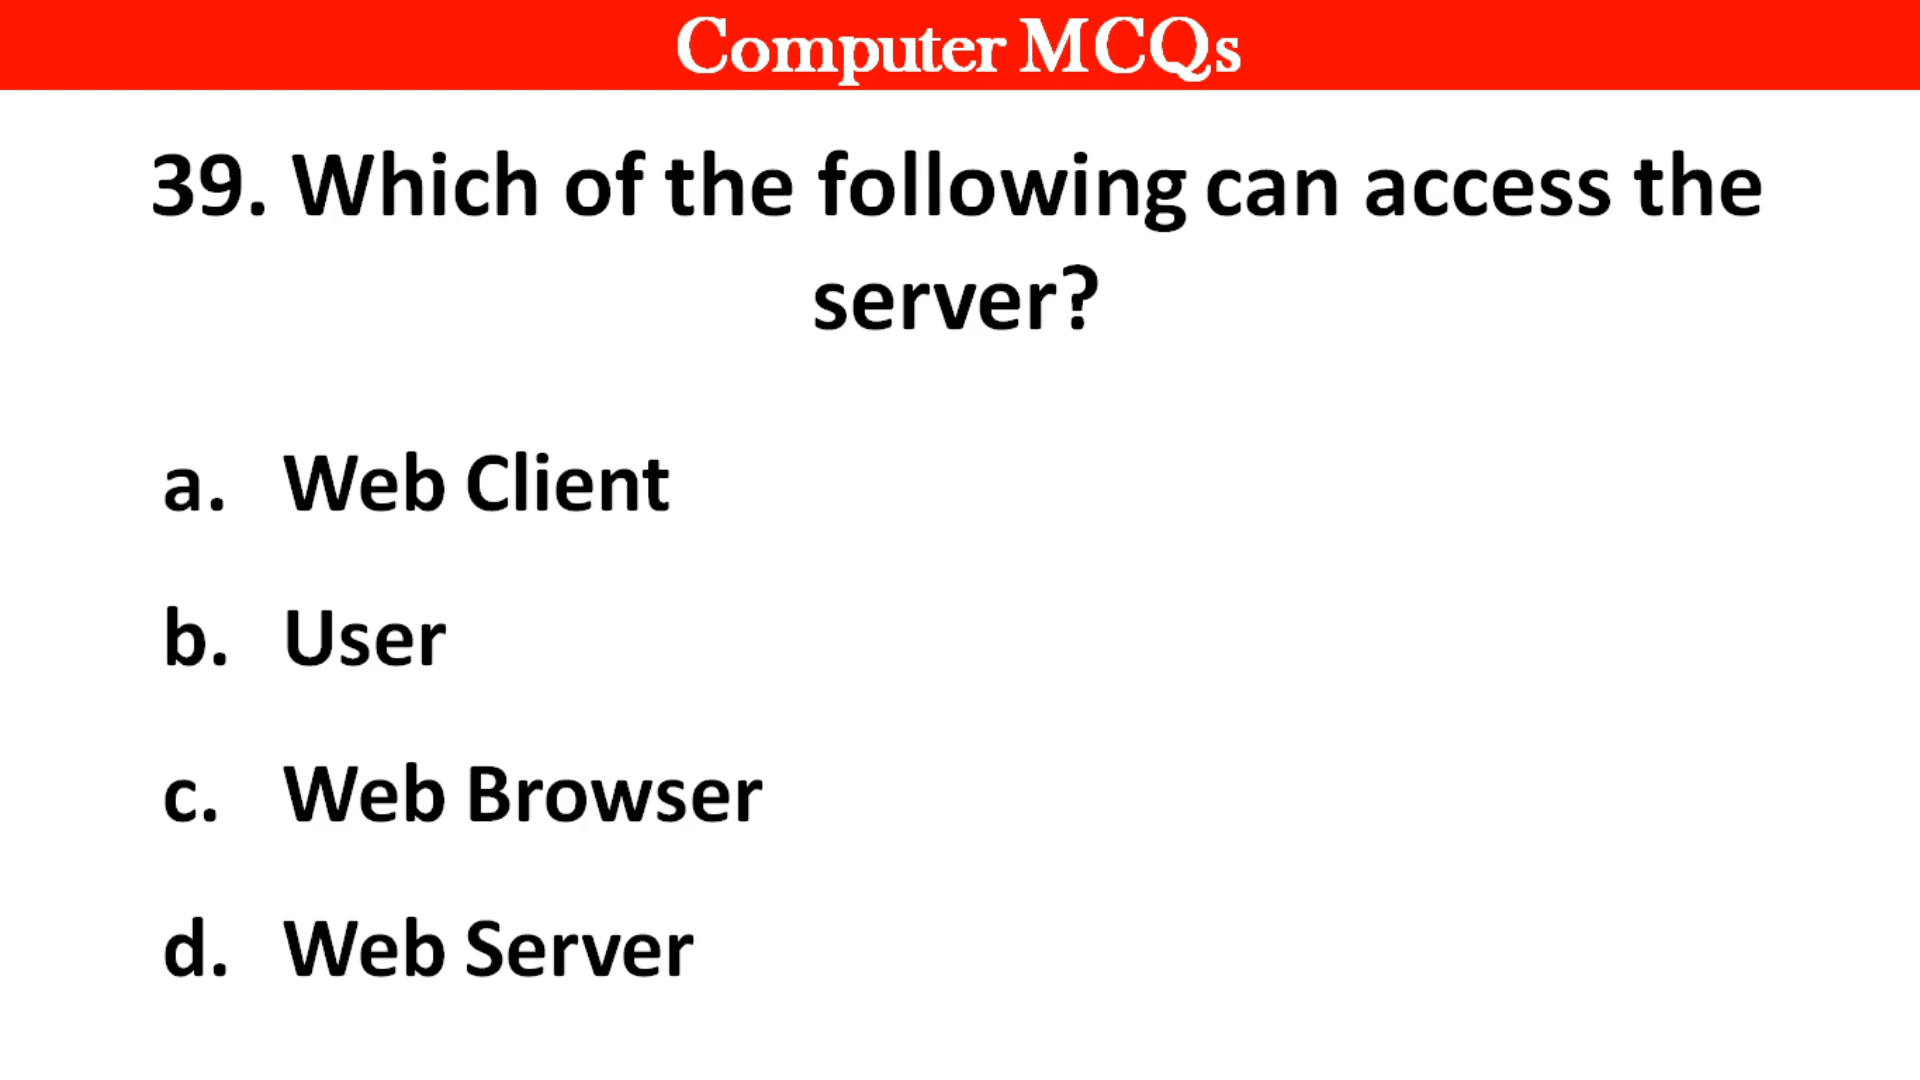 Computer MCQs
39. Which of the following can access the
server?
a. Web Client
b. User
c. Web Browser
d. Web Server